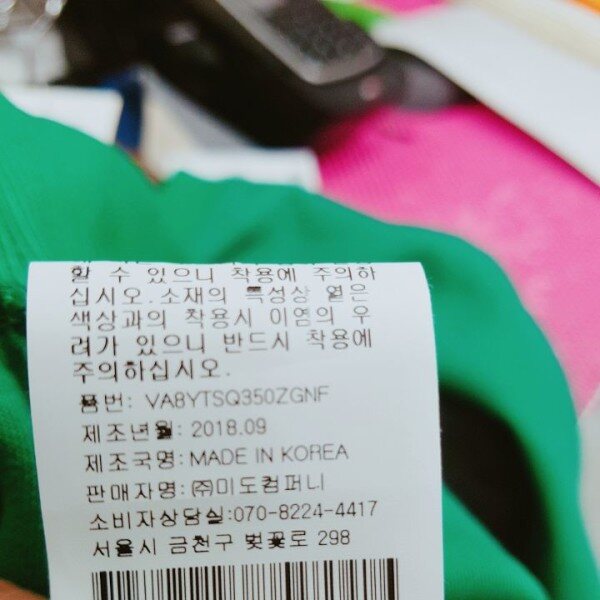 할 수 있으니 착용에 주의하
십시오.소재의 특성상 옅은
색상과의 착용시 이염의 우
려가 있으니 반드시 착용에
주의하십시오.
품번: VA8YTSQ350ZGNF
제조년월: 2018.09
제조국명: MADE IN KOREA
판매자명: ㈜미도컴퍼니
소비자상담실:070-8224-4417
서울시 금천구 벚꽃로 298